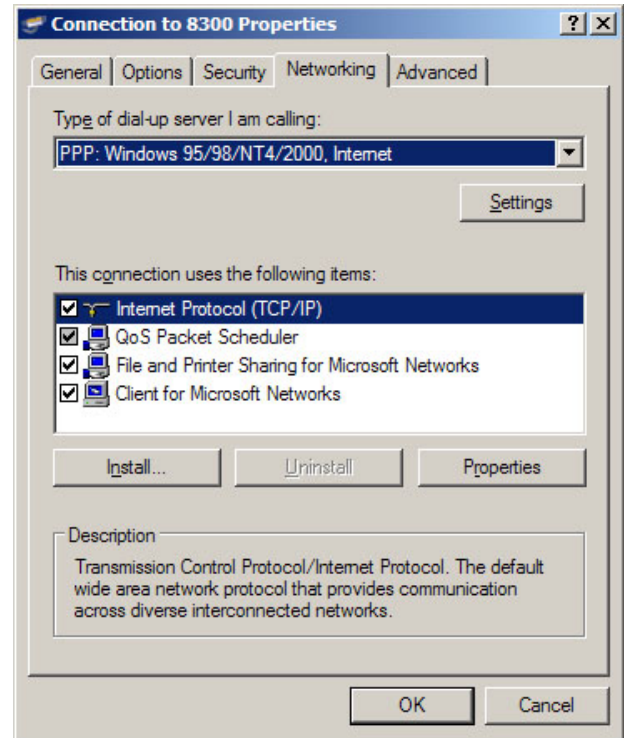 Connection to 8300 Properties
General Options Security Networking Advanced
Type of dial-up server I am calling:
PPP: Windows 95/98/NT4/2000, Internet
Settings
This connection uses the following items:
Internet Protocol (TCP/IP)
QoS Packet Scheduler
File and Printer Sharing for Microsoft Networks
Client for Microsoft Networks
Install... Uninstall Properties
Description
Transmission Control Protocol/Internet Protocol. The default
wide area network protocol that provides communication
across diverse interconnected networks.
OK Cancel